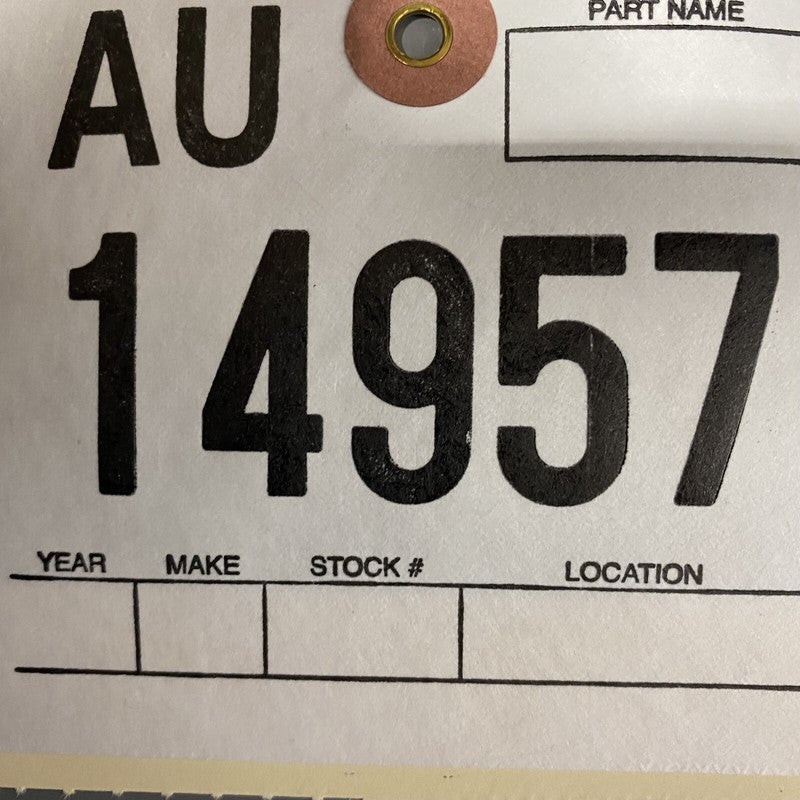 AU
PART NAME
14957
YEAR MAKE STOCK # LOCATION